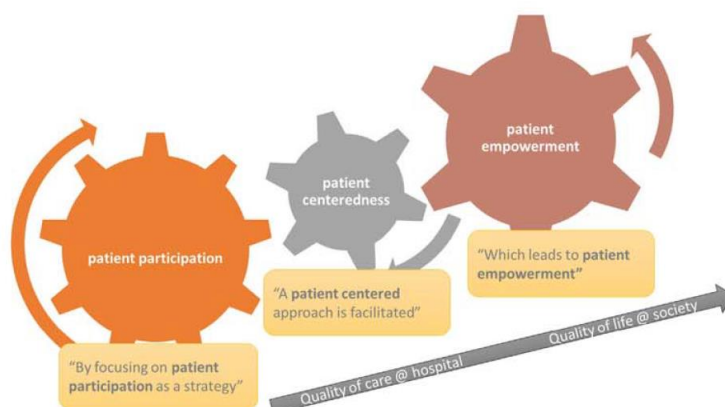 patient participation
patient
centeredness
patient
empowerment
“By focusing on patient
participation as a strategy”
“A patient centered
approach is facilitated”
“Which leads to patient
empowerment”
Quality of care @ hospital
Quality of life @ society